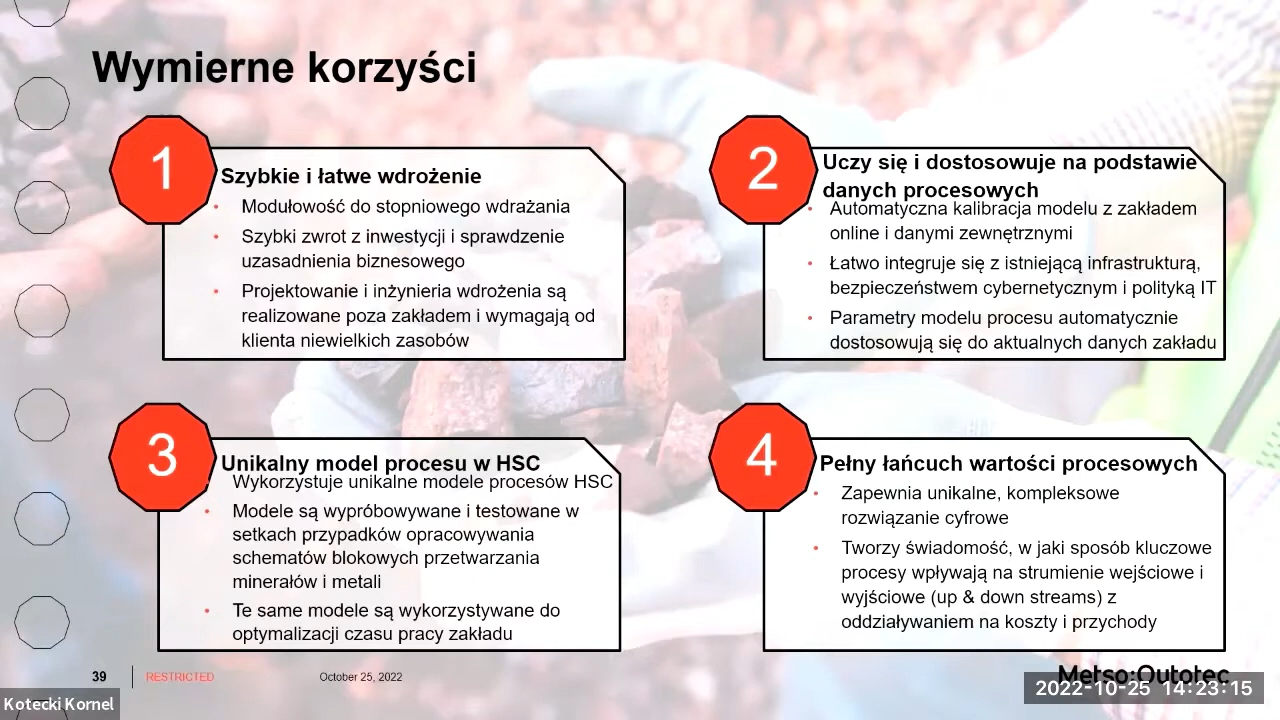 Wymierne korzyści
1
Szybkie i łatwe wdrożenie
Modułowość do stopniowego wdrażania
Szybki zwrot z inwestycji i sprawdzenie
uzasadnienia biznesowego
Projektowanie i inżynieria wdrożenia są
realizowane poza zakładem i wymagają od
klienta niewielkich zasobów
2
Uczy się i dostosowuje na podstawie
danych procesowych
Automatyczna kalibracja modelu z zakładem
online i danymi zewnętrznymi
Łatwo integruje się z istniejącą infrastrukturą,
bezpieczeństwem cybernetycznym i polityką IT
Parametry modelu procesu automatycznie
dostosowują się do aktualnych danych zakładu
3
Unikalny model procesu w HSC
Wykorzystuje unikalne modele procesów HSC
Modele są wypróbowywane i testowane w
setkach przypadków opracowywania
schematów blokowych przetwarzania
minerałów i metali
Te same modele są wykorzystywane do
optymalizacji czasu pracy zakładu
4
Pełny łańcuch wartości procesowych
Zapewnia unikalne, kompleksowe
rozwiązanie cyfrowe
Tworzy świadomość, w jaki sposób kluczowe
procesy wpływają na strumienie wejściowe i
wyjściowe (up & down streams) z
oddziaływaniem na koszty i przychody
39
RESTRICTED
October 25, 2022
Metso:Outotec
2022-10-25 14:23:15
Kotecki Kornel